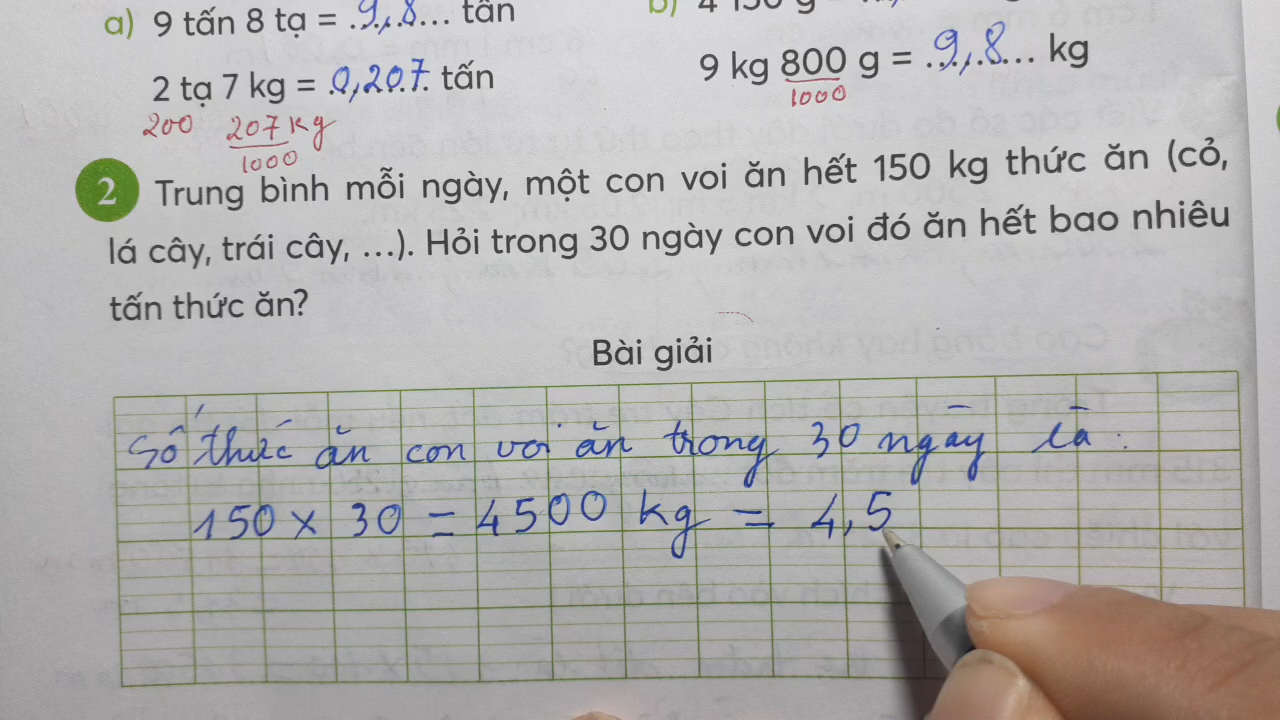 a) 9 tấn 8 tạ = ..9,8... tấn
b) 4 150 g =
2 tạ 7 kg = .0,207. tấn
9 kg 800 g = ..9,8... kg
1000
200 207 kg
1000
2 Trung bình mỗi ngày, một con voi ăn hết 150 kg thức ăn (cỏ,
lá cây, trái cây, ...). Hỏi trong 30 ngày con voi đó ăn hết bao nhiêu
tấn thức ăn?
Bài giải
Số thức ăn con voi ăn trong 30 ngày là:
150 x 30 = 4500 kg = 4,5